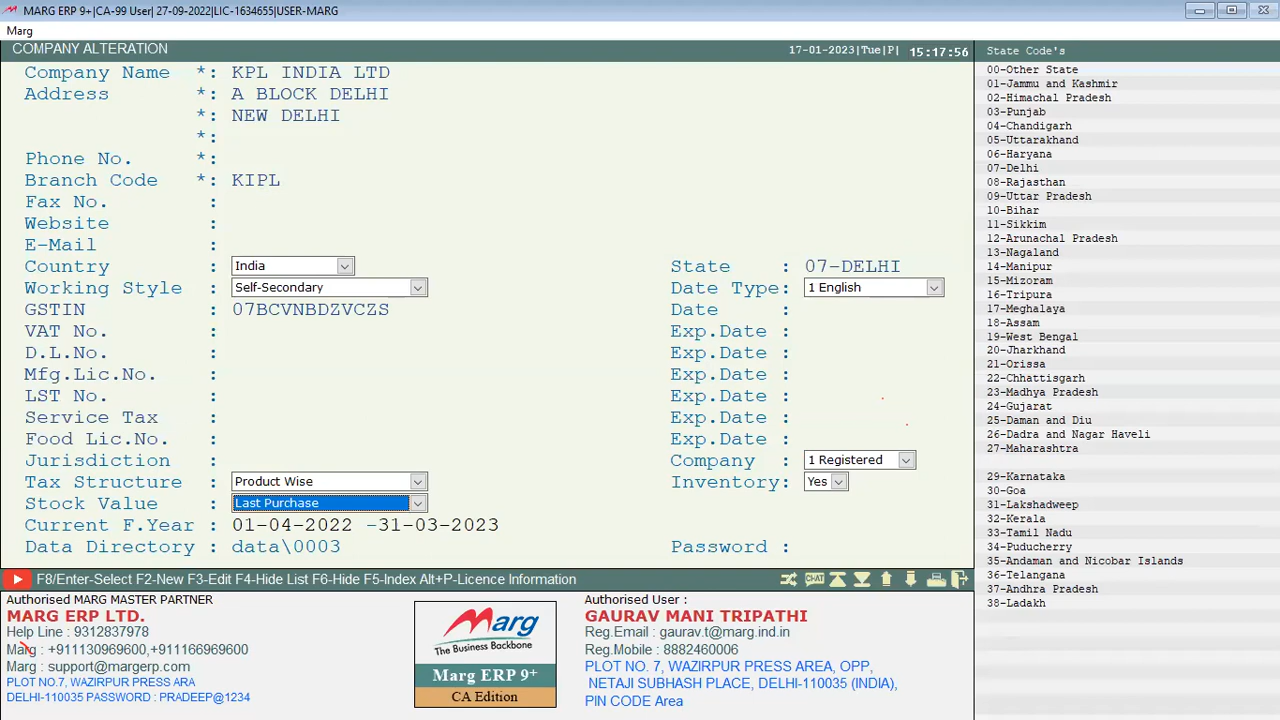 MARG ERP 9+|CA-99 User| 27-09-2022|LIC-1634655|USER-MARG
Marg
COMPANY ALTERATION 17-01-2023|Tue|P| 15:17:56
Company Name *: KPL INDIA LTD
Address *: A BLOCK DELHI
*: NEW DELHI
*:
Phone No. *:
Branch Code *: KIPL
Fax No. :
Website :
E-Mail :
Country : India State : 07-DELHI
Working Style : Self-Secondary Date Type: 1 English
GSTIN : 07BCVNBDZVCZS Date :
VAT No. : Exp.Date :
D.L.No. : Exp.Date :
Mfg.Lic.No. : Exp.Date :
LST No. : Exp.Date :
Service Tax : Exp.Date :
Food Lic.No. : Exp.Date :
Jurisdiction : Company : 1 Registered
Tax Structure : Product Wise Inventory: Yes
Stock Value : Last Purchase
Current F.Year : 01-04-2022 -31-03-2023
Data Directory : data\0003 Password :
State Code's
00-Other State
01-Jammu and Kashmir
02-Himachal Pradesh
03-Punjab
04-Chandigarh
05-Uttarakhand
06-Haryana
07-Delhi
08-Rajasthan
09-Uttar Pradesh
10-Bihar
11-Sikkim
12-Arunachal Pradesh
13-Nagaland
14-Manipur
15-Mizoram
16-Tripura
17-Meghalaya
18-Assam
19-West Bengal
20-Jharkhand
21-Orissa
22-Chhattisgarh
23-Madhya Pradesh
24-Gujarat
25-Daman and Diu
26-Dadra and Nagar Haveli
27-Maharashtra
29-Karnataka
30-Goa
31-Lakshadweep
32-Kerala
33-Tamil Nadu
34-Puducherry
35-Andaman and Nicobar Islands
36-Telangana
37-Andhra Pradesh
38-Ladakh
F8/Enter-Select F2-New F3-Edit F4-Hide List F6-Hide F5-Index Alt+P-Licence Information CHAT
Authorised MARG MASTER PARTNER
MARG ERP LTD.
Help Line : 9312837978
Marg : +911130969600,+911166969600
Marg : support@margerp.com
PLOT NO. 7, WAZIRPUR PRESS ARA
DELHI-110035 PASSWORD : PRADEEP@1234
Marg
The Business Backbone
Marg ERP 9+
CA Edition
Authorised User :
GAURAV MANI TRIPATHI
Reg.Email : gaurav.t@marg.ind.in
Reg.Mobile : 8882460006
PLOT NO. 7, WAZIRPUR PRESS AREA, OPP,
NETAJI SUBHASH PLACE, DELHI-110035 (INDIA),
PIN CODE Area